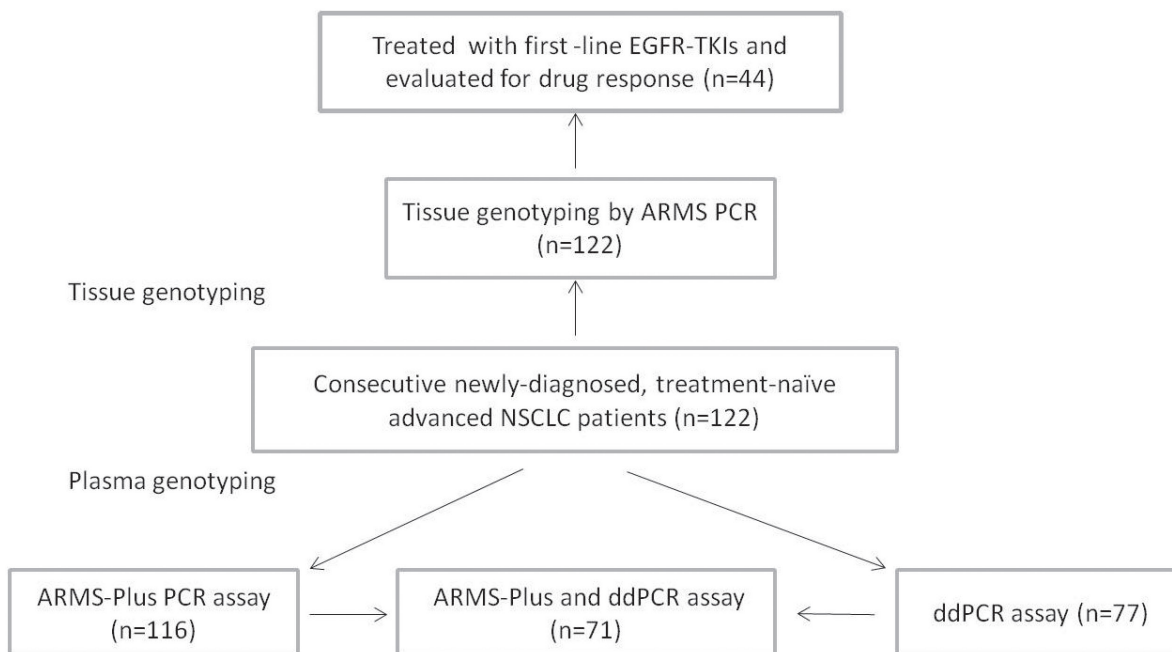 Treated with first -line EGFR-TKIs and
evaluated for drug response (n=44)
Tissue genotyping by ARMS PCR
(n=122)
Tissue genotyping
Consecutive newly-diagnosed, treatment-naïve
advanced NSCLC patients (n=122)
Plasma genotyping
ARMS-Plus PCR assay
(n=116)
ARMS-Plus and ddPCR assay
(n=71)
ddPCR assay (n=77)